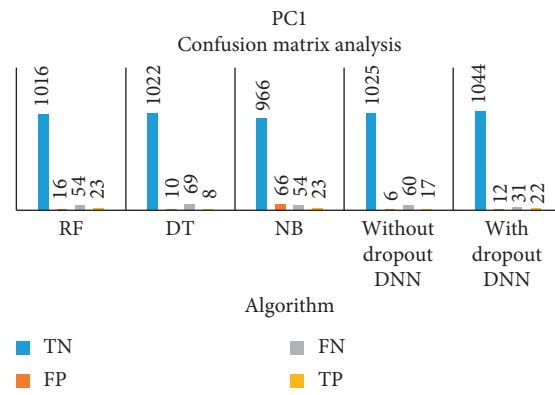 PC1
Confusion matrix analysis
1016
16
54
23
1022
10
69
8
966
66
54
23
1025
6
60
17
1044
12
31
22
RF
DT
NB
Without dropout DNN
With dropout DNN
Algorithm
TN
FN
FP
TP